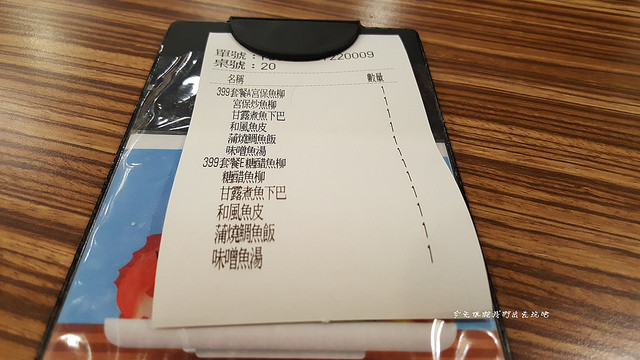 單號：
220009
桌號：20
名稱 數量
399套餐A宮保魚柳 1
宮保炒魚柳 1
甘露煮魚下巴 1
和風魚皮 1
蒲燒鯛魚飯 1
味噌魚湯 1
399套餐E糖醋魚柳 1
糖醋魚柳 1
甘露煮魚下巴 1
和風魚皮 1
蒲燒鯛魚飯 1
味噌魚湯 1